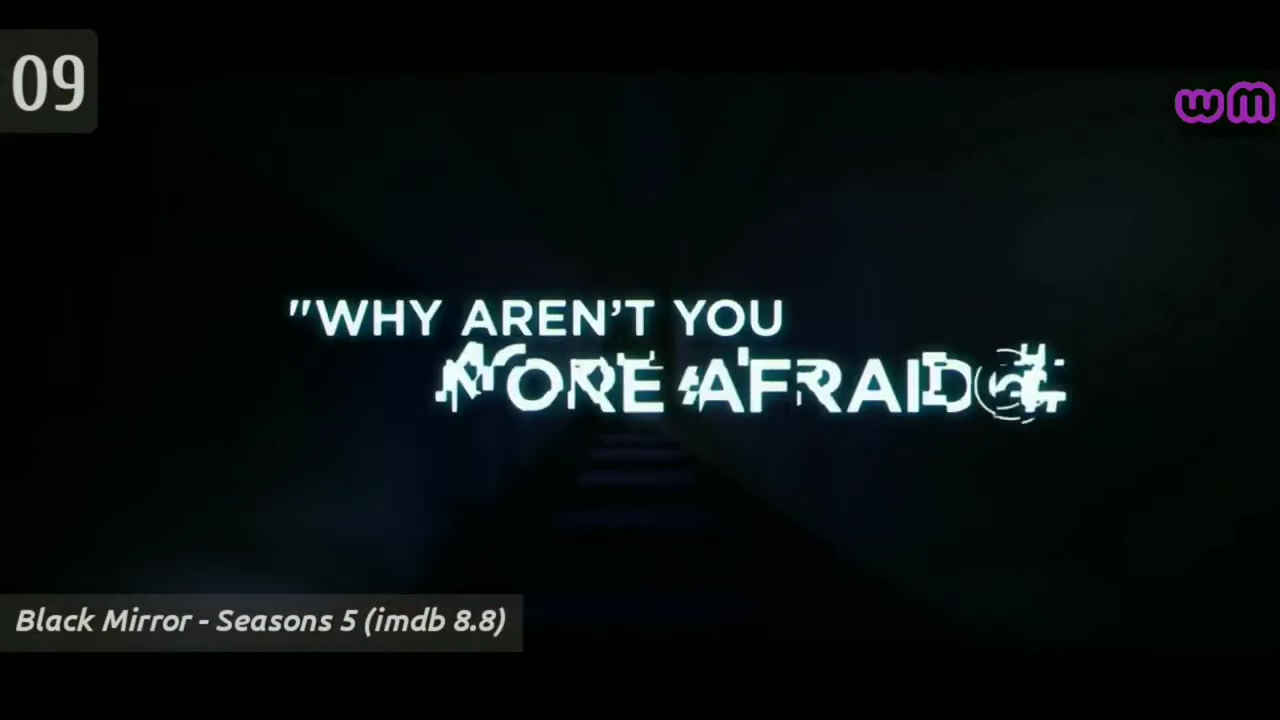 09
wm
"WHY AREN'T YOU
MORE AFRAID
Black Mirror - Seasons 5 (imdb 8.8)